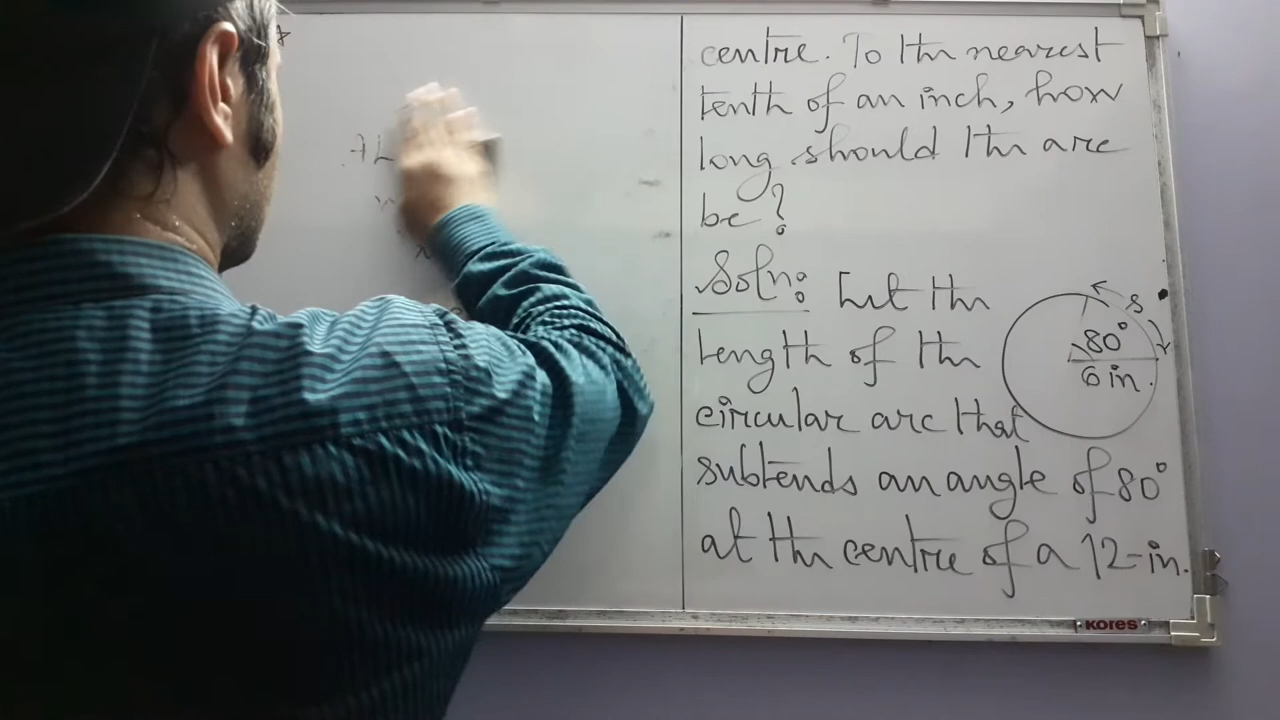 centre. To the nearest
tenth of an inch, how
long should the arc
be?
Soln: Let the
length of the
circular arc that
subtends an angle of 80°
at the centre of a 12-in.
s
80°
6 in.
KORES